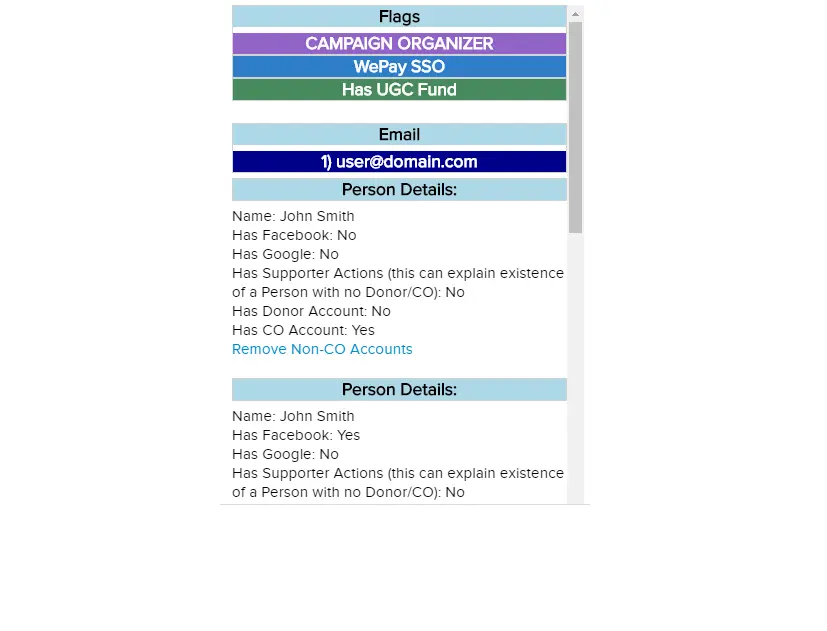 Flags
CAMPAIGN ORGANIZER
WePay SSO
Has UGC Fund
Email
1) user@domain.com
Person Details:
Name: John Smith
Has Facebook: No
Has Google: No
Has Supporter Actions (this can explain existence
of a Person with no Donor/CO): No
Has Donor Account: No
Has CO Account: Yes
Remove Non-CO Accounts
Person Details:
Name: John Smith
Has Facebook: Yes
Has Google: No
Has Supporter Actions (this can explain existence
of a Person with no Donor/CO): No